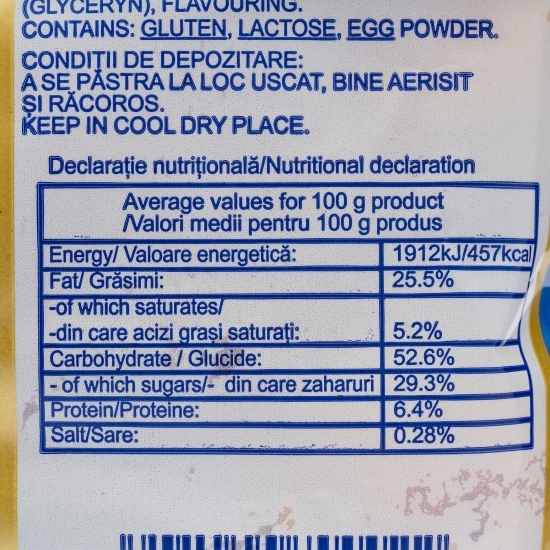 (GLYCERYN), FLAVOURING.
CONTAINS: GLUTEN, LACTOSE, EGG POWDER.
CONDIȚII DE DEPOZITARE:
A SE PĂSTRA LA LOC USCAT, BINE AERISIT
ȘI RĂCOROS.
KEEP IN COOL DRY PLACE.
Declarație nutrițională/Nutritional declaration
Average values for 100 g product
/Valori medii pentru 100 g produs
Energy/ Valoare energetică: 1912kJ/457kcal
Fat/ Grăsimi: 25.5%
-of which saturates/
-din care acizi grași saturați: 5.2%
Carbohydrate / Glucide: 52.6%
- of which sugars/- din care zaharuri 29.3%
Protein/Proteine: 6.4%
Salt/Sare: 0.28%